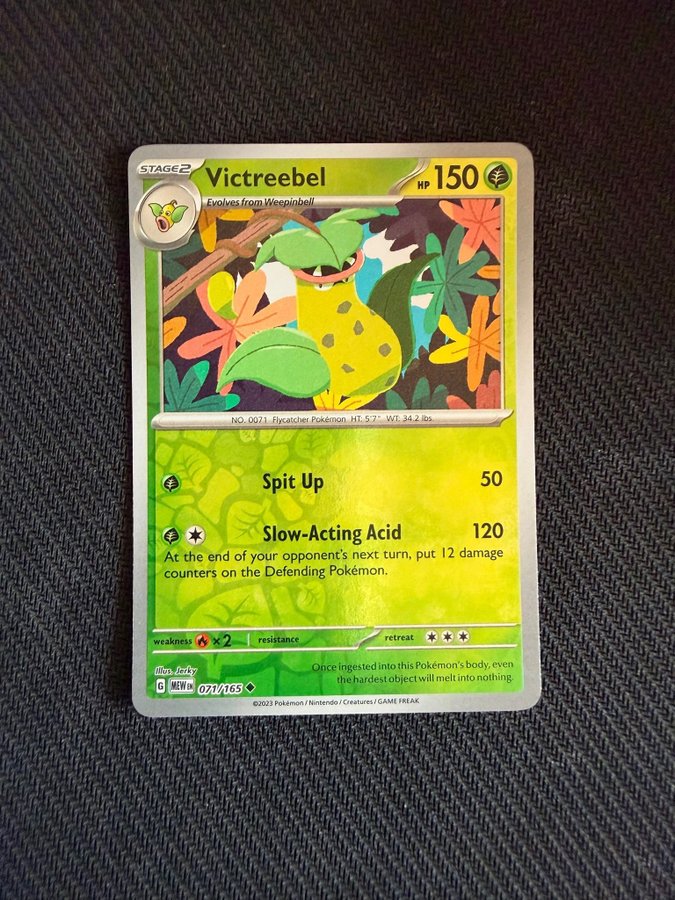 STAGE2 Victreebel HP 150
Evolves from Weepinbell
NO. 0071 Flycatcher Pokémon HT: 5'7" WT: 34.2 lbs.
Spit Up 50
Slow-Acting Acid 120
At the end of your opponent's next turn, put 12 damage
counters on the Defending Pokémon.
weakness ×2 resistance retreat
Illus. Jerky
Once ingested into this Pokémon's body, even
the hardest object will melt into nothing.
G MEW EN 071/165
©2023 Pokémon / Nintendo / Creatures / GAME FREAK